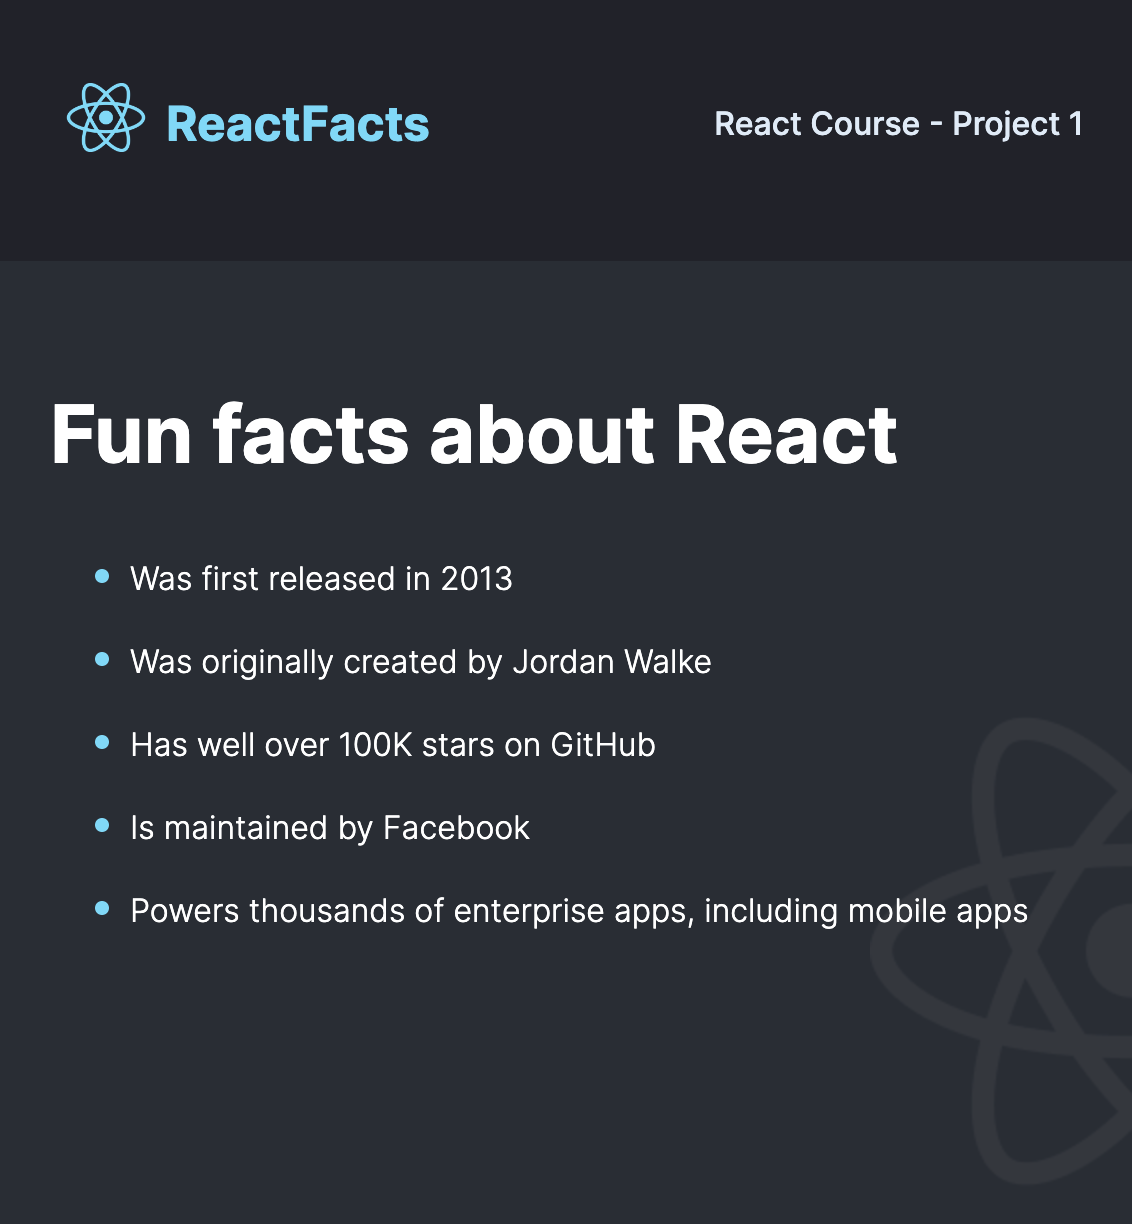 ReactFacts
React Course - Project 1
Fun facts about React
Was first released in 2013
Was originally created by Jordan Walke
Has well over 100K stars on GitHub
Is maintained by Facebook
Powers thousands of enterprise apps, including mobile apps